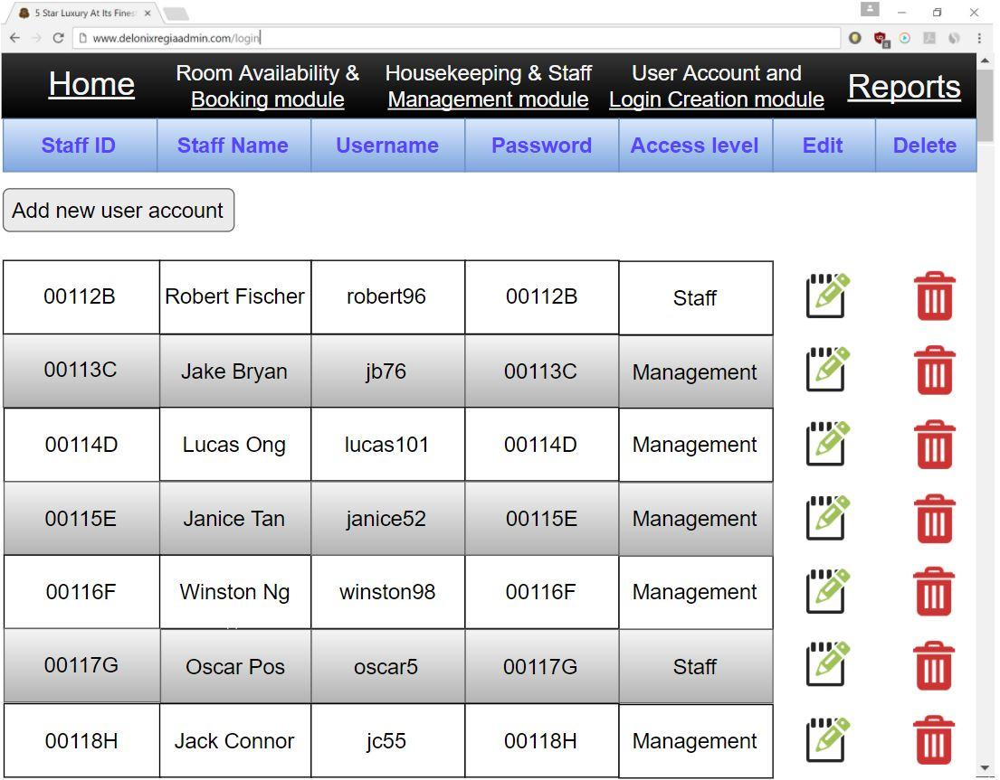 5 Star Luxury At Its Fines
www.delonixregiaadmin.com/login
Home
Room Availability &
Booking module
Housekeeping & Staff
Management module
User Account and
Login Creation module
Reports
Staff ID Staff Name Username Password Access level Edit Delete
Add new user account
00112B Robert Fischer robert96 00112B Staff
00113C Jake Bryan jb76 00113C Management
00114D Lucas Ong lucas101 00114D Management
00115E Janice Tan janice52 00115E Management
00116F Winston Ng winston98 00116F Management
00117G Oscar Pos oscar5 00117G Staff
00118H Jack Connor jc55 00118H Management